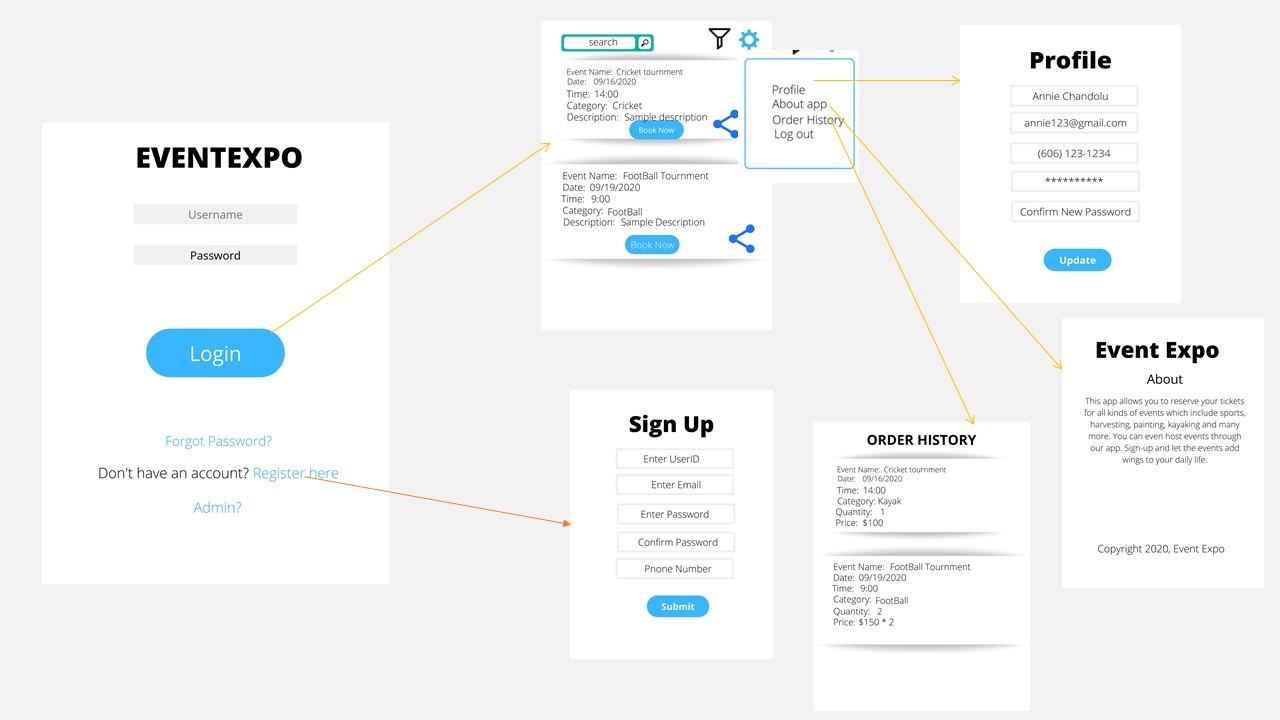 EVENTEXPO
Username
Password
Login
Forgot Password?
Don't have an account? Register here
Admin?
search
Event Name: Cricket tournment
Date: 09/16/2020
Time: 14:00
Category: Cricket
Description: Sample description
Book Now
Event Name: FootBall Tournment
Date: 09/19/2020
Time: 9:00
Category: FootBall
Description: Sample Description
Book Now
Profile
About app
Order History
Log out
Profile
Annie Chandolu
annie123@gmail.com
(606) 123-1234
**********
Confirm New Password
Update
Sign Up
Enter UserID
Enter Email
Enter Password
Confirm Password
Pnone Number
Submit
ORDER HISTORY
Event Name: Cricket tournment
Date: 09/16/2020
Time: 14:00
Category: Kayak
Quantity: 1
Price: $100
Event Name: FootBall Tournment
Date: 09/19/2020
Time: 9:00
Category: FootBall
Quantity: 2
Price: $150 * 2
Event Expo
About
This app allows you to reserve your tickets
for all kinds of events which include sports,
harvesting, painting, kayaking and many
more. You can even host events through
our app. Sign-up and let the events add
wings to your daily life.
Copyright 2020, Event Expo